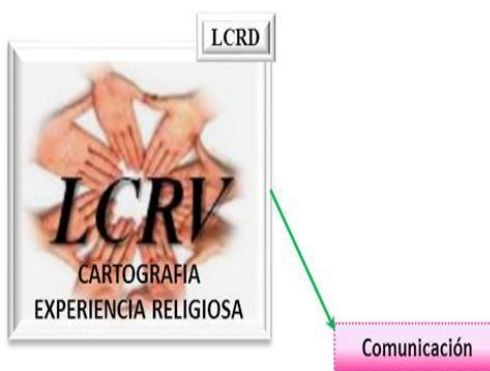 LCRD
LCRV
CARTOGRAFIA
EXPERIENCIA RELIGIOSA
Comunicación